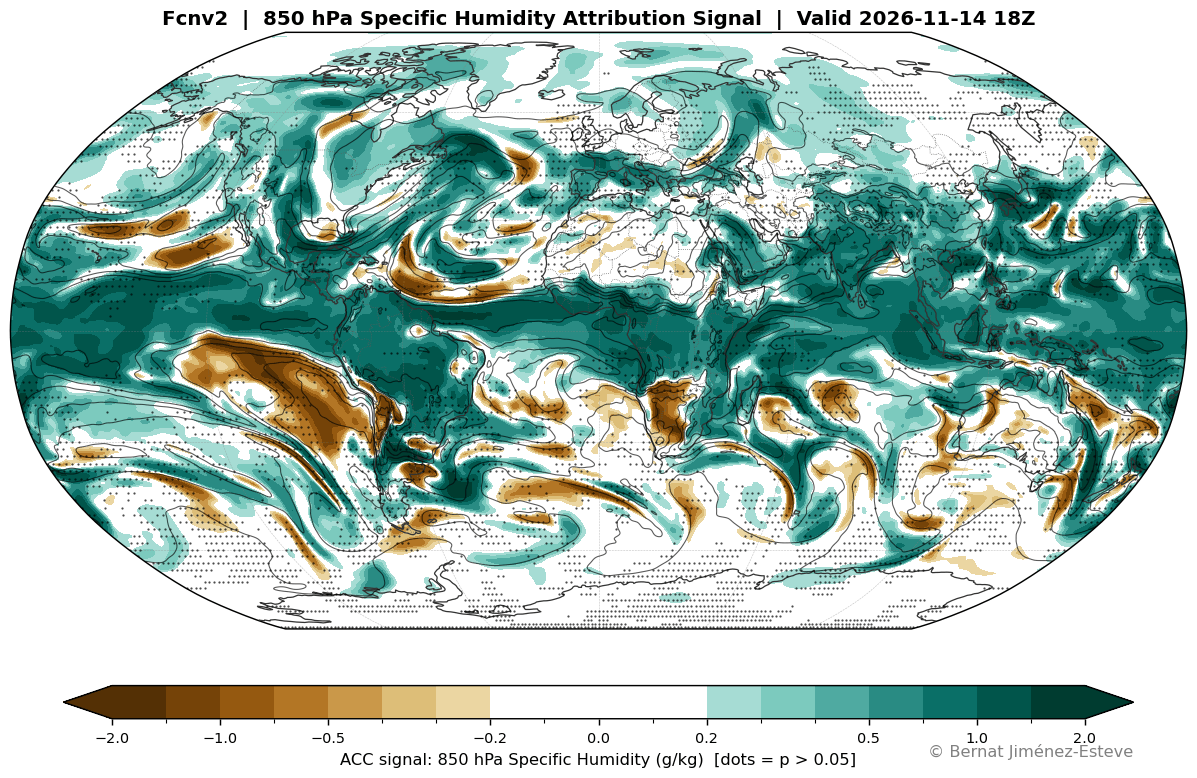 Fcnv2 | 850 hPa Specific Humidity Attribution Signal | Valid 2026-11-14 18Z
−2.0 −1.0 −0.5 −0.2 0.0 0.2 0.5 1.0 2.0
ACC signal: 850 hPa Specific Humidity (g/kg) [dots = p > 0.05]
© Bernat Jiménez-Esteve